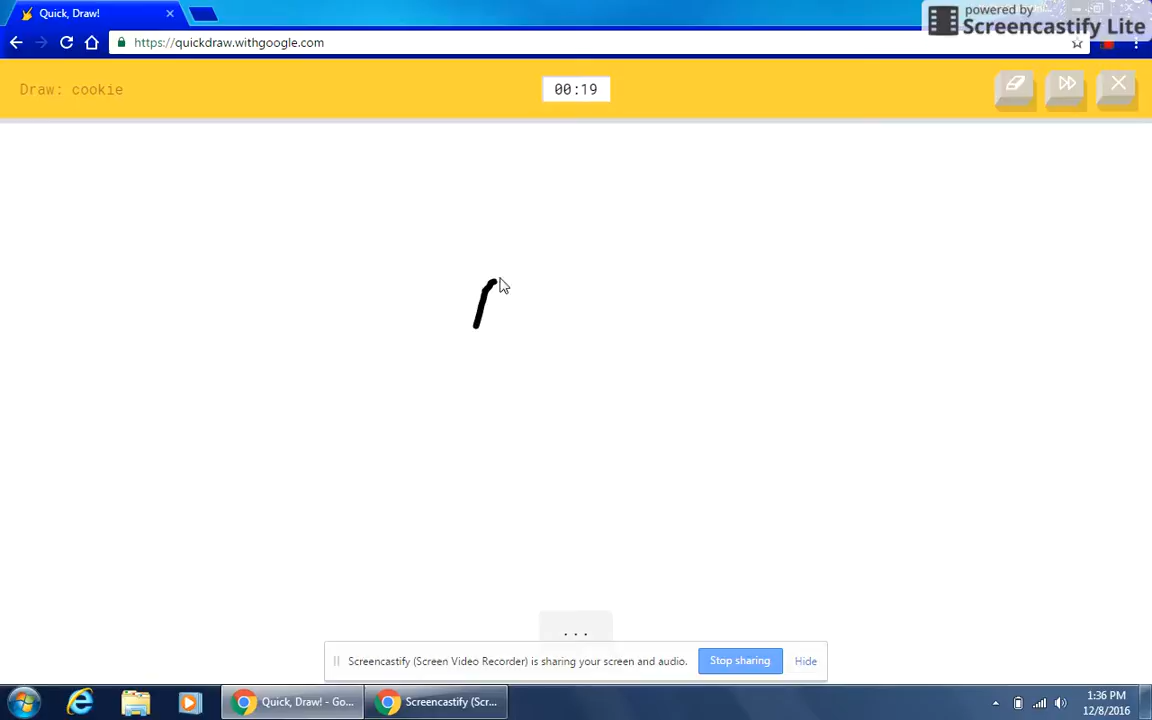 Quick, Draw!
powered by
Screencastify Lite
https://quickdraw.withgoogle.com
Draw: cookie
00:19
...
Screencastify (Screen Video Recorder) is sharing your screen and audio.
Stop sharing
Hide
Quick, Draw! - Go...
Screencastify (Scr...
1:36 PM
12/8/2016